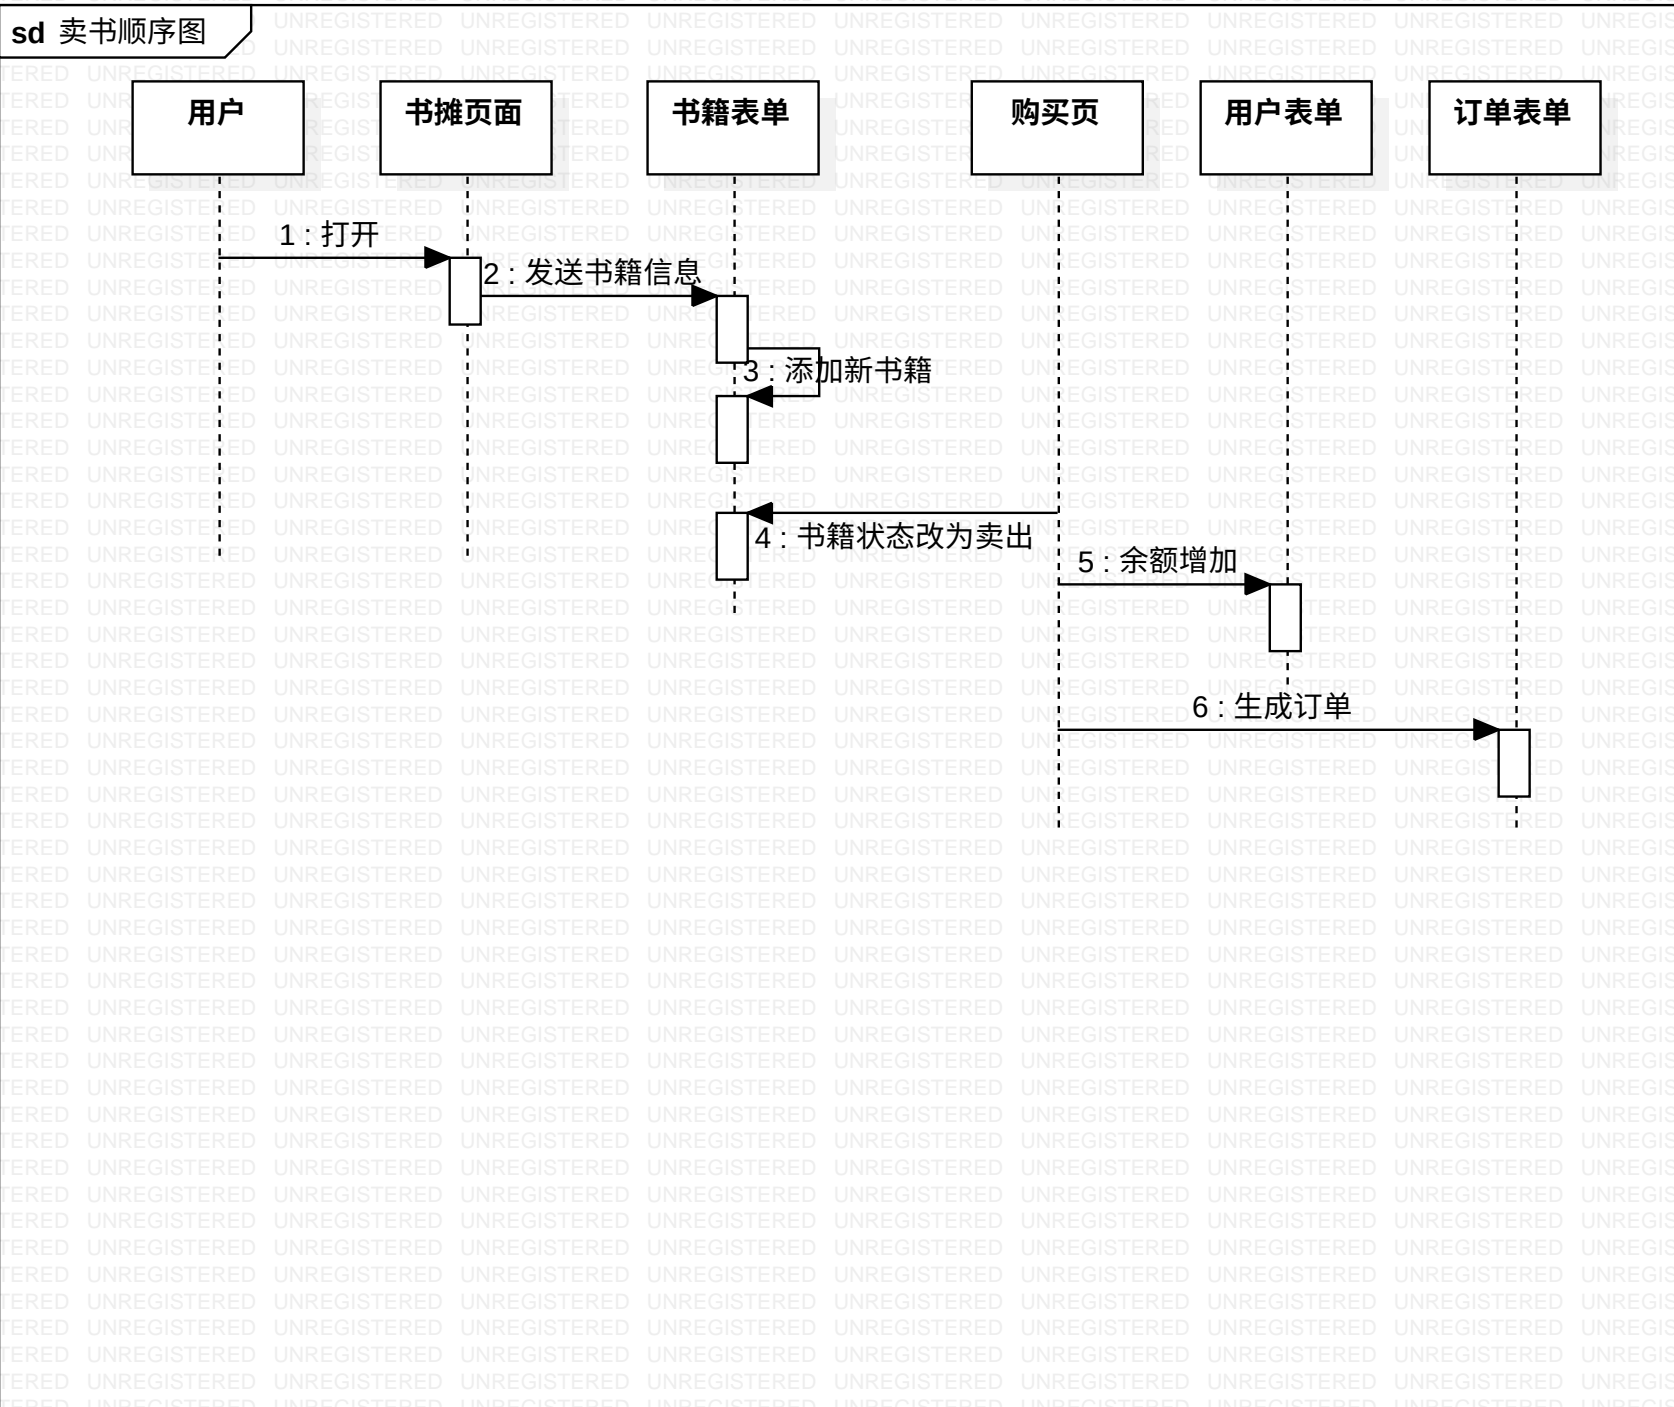 sd 卖书顺序图
用户
书摊页面
书籍表单
购买页
用户表单
订单表单
1 : 打开
2 : 发送书籍信息
3 : 添加新书籍
4 : 书籍状态改为卖出
5 : 余额增加
6 : 生成订单
UNREGISTERED